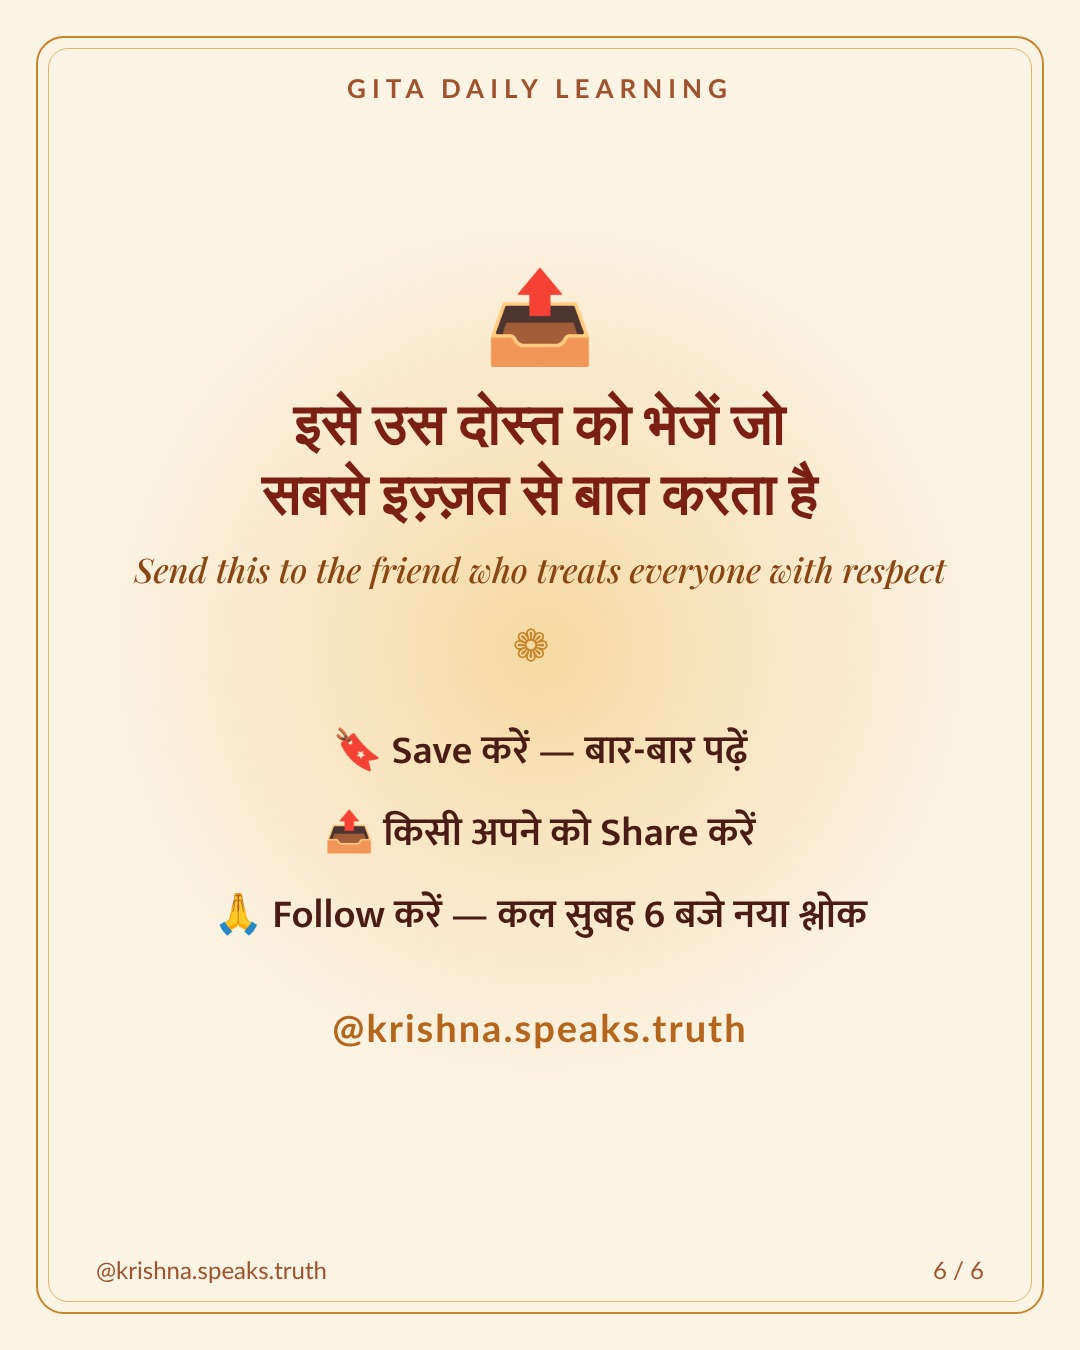 GITA DAILY LEARNING
इसे उस दोस्त को भेजें जो
सबसे इज़्ज़त से बात करता है
Send this to the friend who treats everyone with respect
Save करें — बार-बार पढ़ें
किसी अपने को Share करें
Follow करें — कल सुबह 6 बजे नया श्लोक
@krishna.speaks.truth
@krishna.speaks.truth
6 / 6